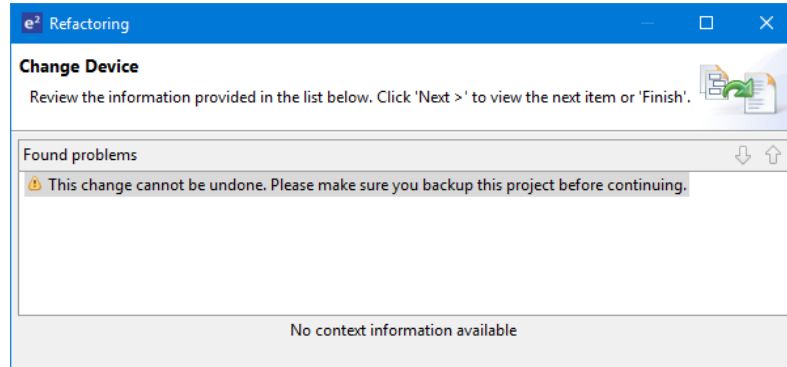 e² Refactoring
Change Device
Review the information provided in the list below. Click 'Next >' to view the next item or 'Finish'.
Found problems
This change cannot be undone. Please make sure you backup this project before continuing.
No context information available